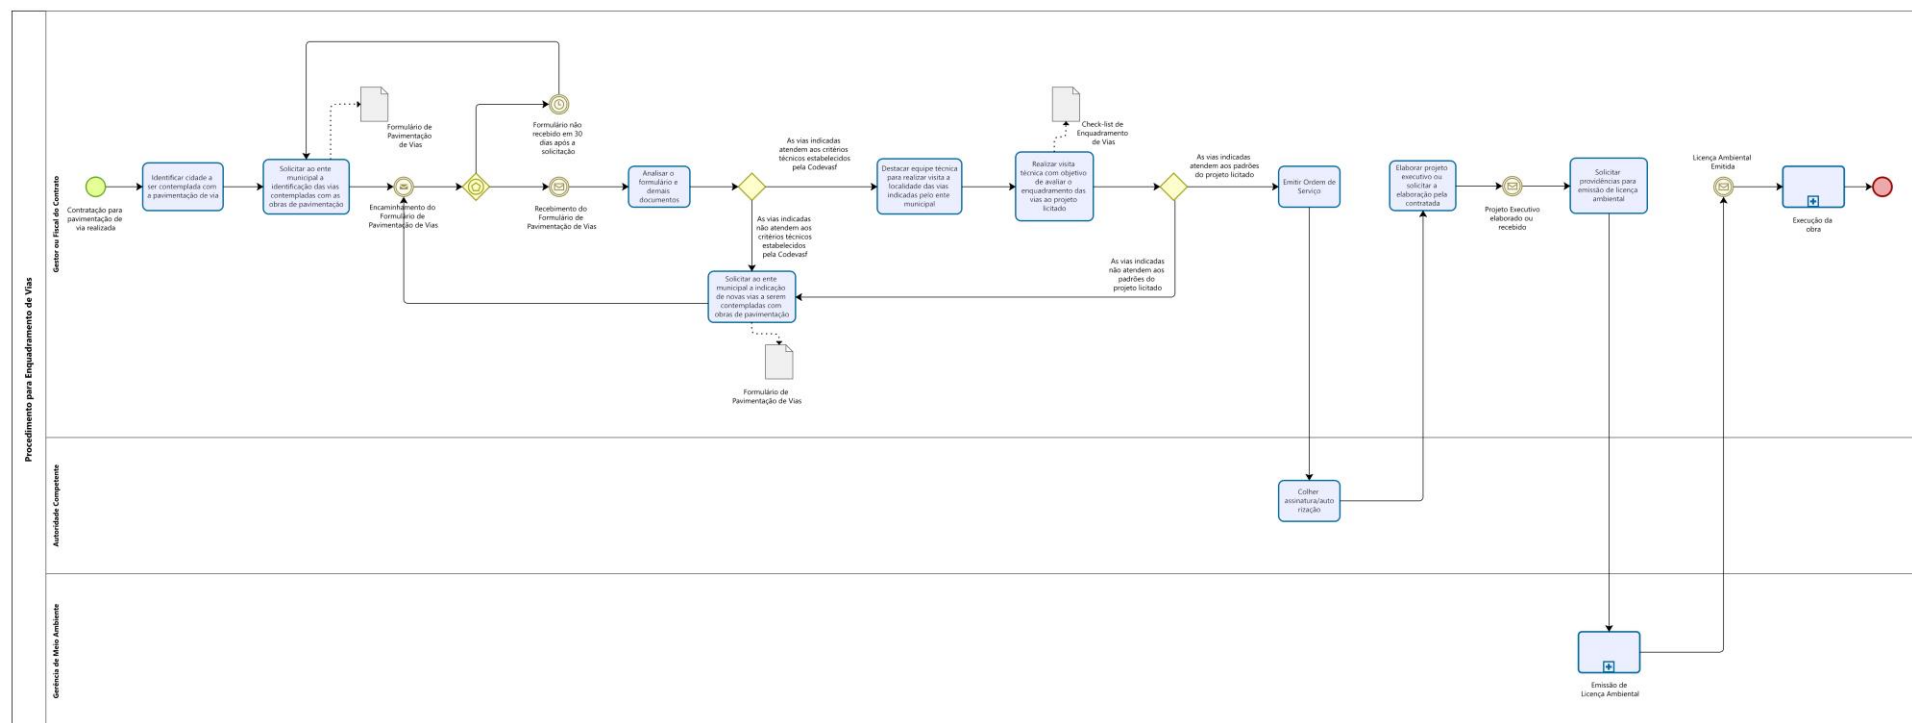 Procedimento para Enquadramento de Vias
Gestor ou Fiscal do Contrato
Contratação para
pavimentação de
via realizada
Identificar cidade a
ser contemplada com
a pavimentação de via
Solicitar ao ente
municipal a
identificação das vias
contempladas com as
obras de pavimentação
Formulário de
Pavimentação
de Vias
Encaminhamento do
Formulário de
Pavimentação de Vias
Formulário não
recebido em 30
dias após a
solicitação
Recebimento do
Formulário de
Pavimentação de Vias
Analisar o
formulário e
demais
documentos
As vias indicadas
atendem aos critérios
técnicos estabelecidos
pela Codevasf
As vias indicadas
não atendem aos
critérios técnicos
estabelecidos
pela Codevasf
Solicitar ao ente
municipal a indicação
de novas vias a serem
contempladas com
obras de pavimentação
Formulário de
Pavimentação de Vias
Destacar equipe técnica
para realizar visita a
localidade das vias
indicadas pelo ente
municipal
Realizar visita
técnica com objetivo
de avaliar o
enquadramento das
vias ao projeto
licitado
Check-list de
Enquadramento
de Vias
As vias indicadas
atendem aos padrões
do projeto licitado
As vias indicadas
não atendem aos
padrões do
projeto licitado
Emitir Ordem de
Serviço
Elaborar projeto
executivo ou
solicitar a
elaboração pela
contratada
Projeto Executivo
elaborado ou
recebido
Solicitar
providências para
emissão de licença
ambiental
Licença Ambiental
Emitida
Execução da
obra
Autoridade Competente
Colher
assinatura/auto
rização
Gerência de Meio Ambiente
Emissão de
Licença Ambiental